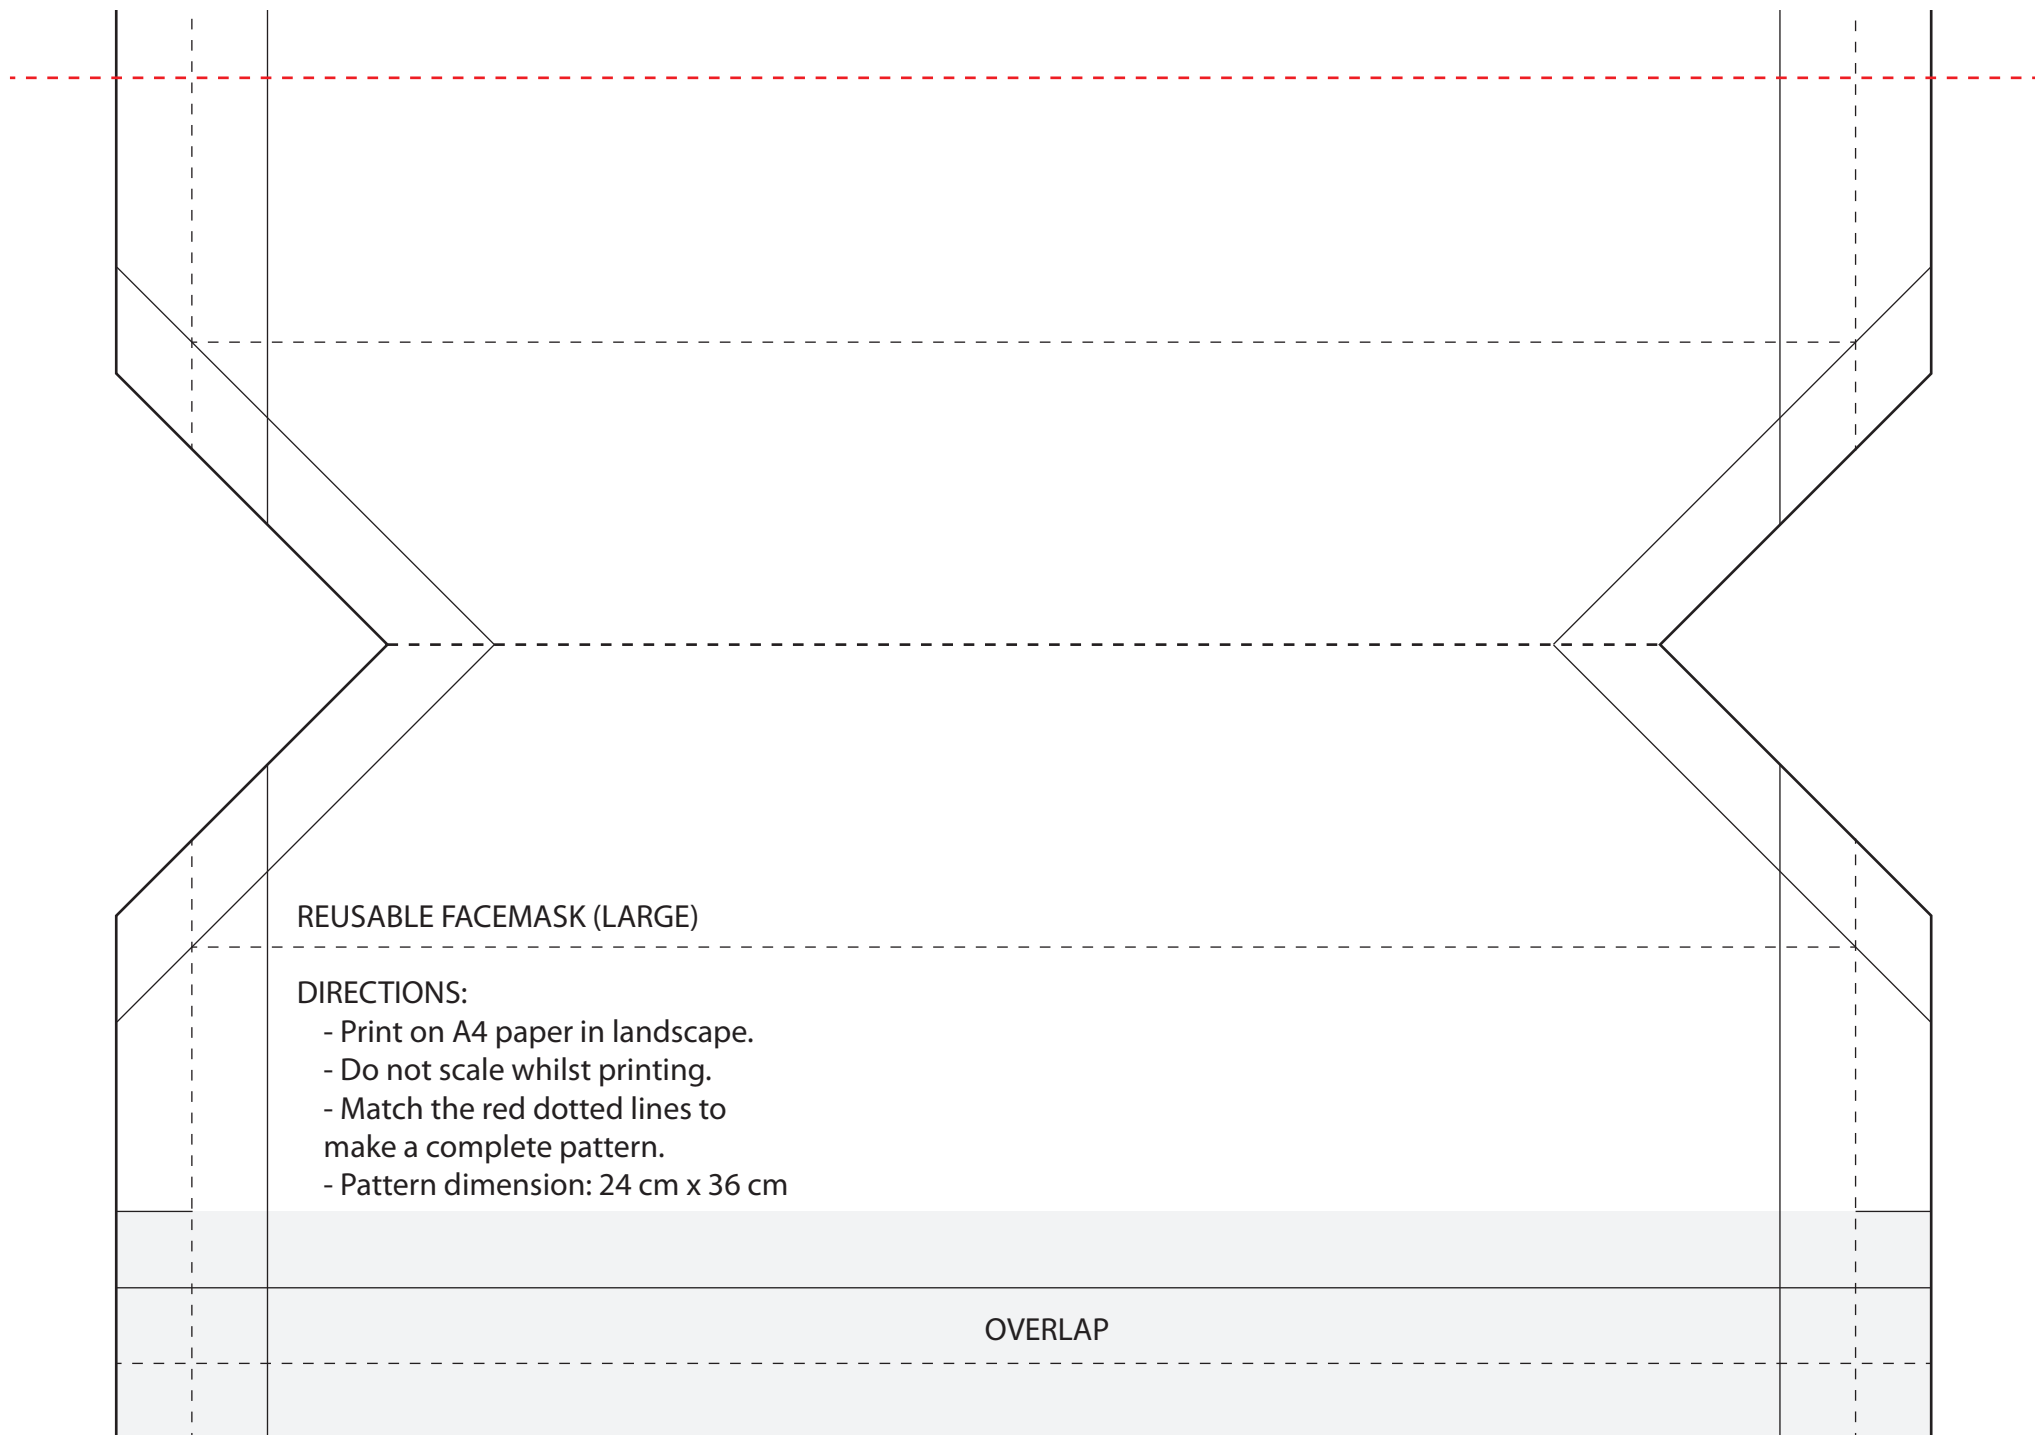 REUSABLE FACEMASK (LARGE)
DIRECTIONS:
- Print on A4 paper in landscape.
- Do not scale whilst printing.
- Match the red dotted lines to
make a complete pattern.
- Pattern dimension: 24 cm x 36 cm
OVERLAP